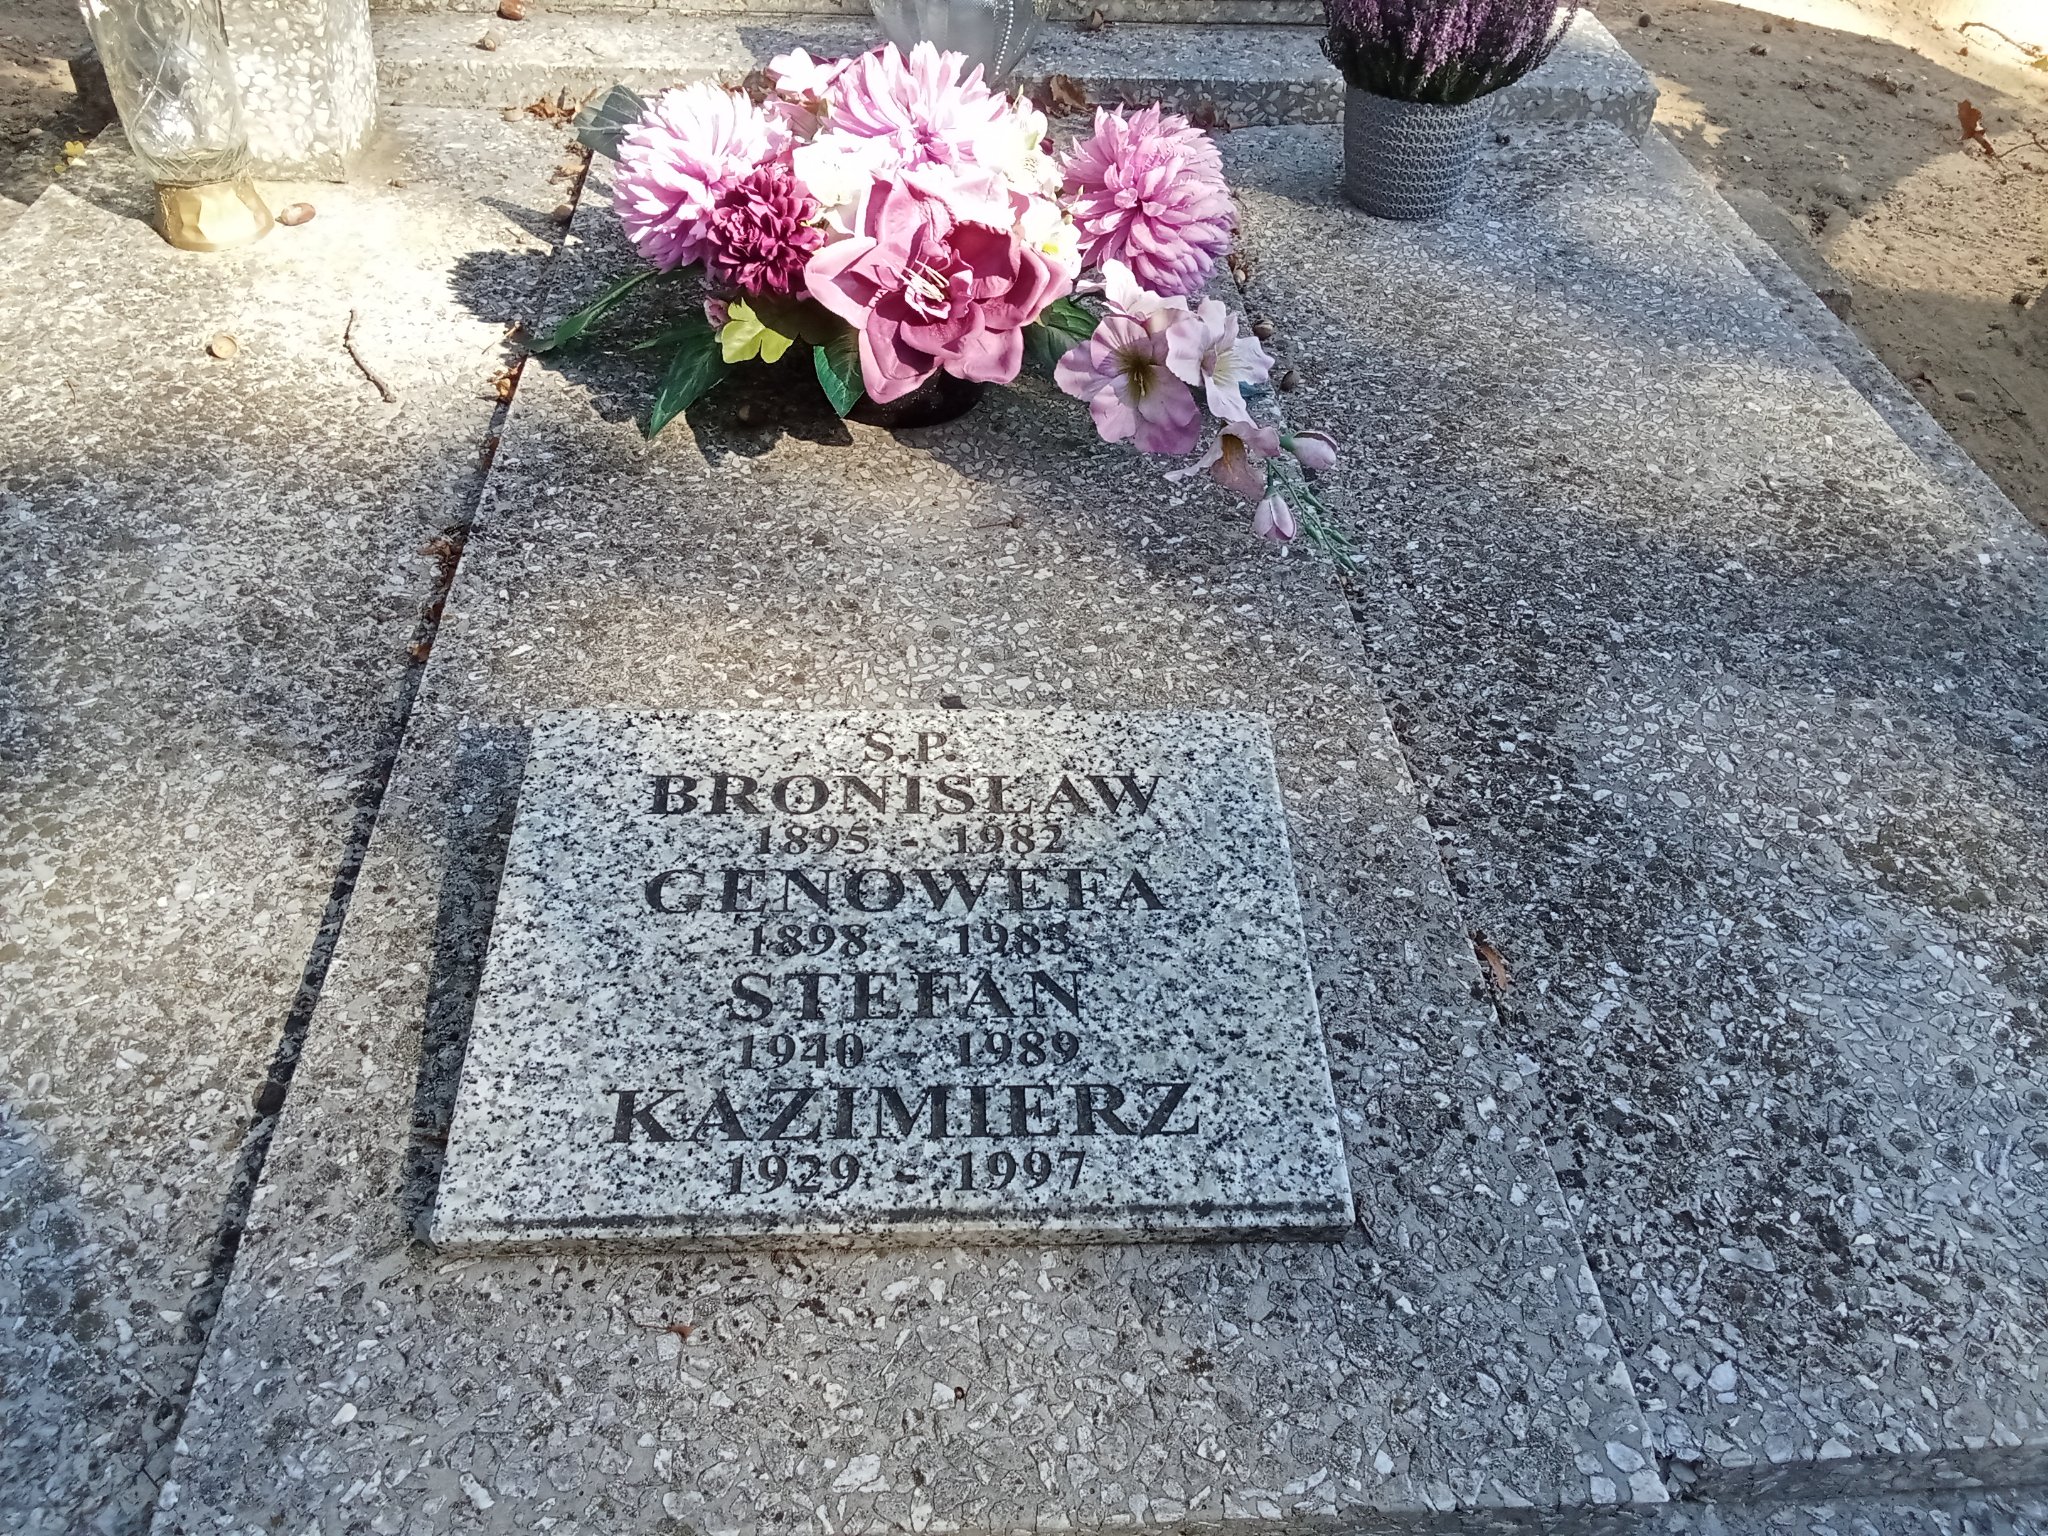 Ś.P.
BRONISŁAW
1895 - 1982
GENOWEFA
1898 - 1983
STEFAN
1940 - 1989
KAZIMIERZ
1929 - 1997